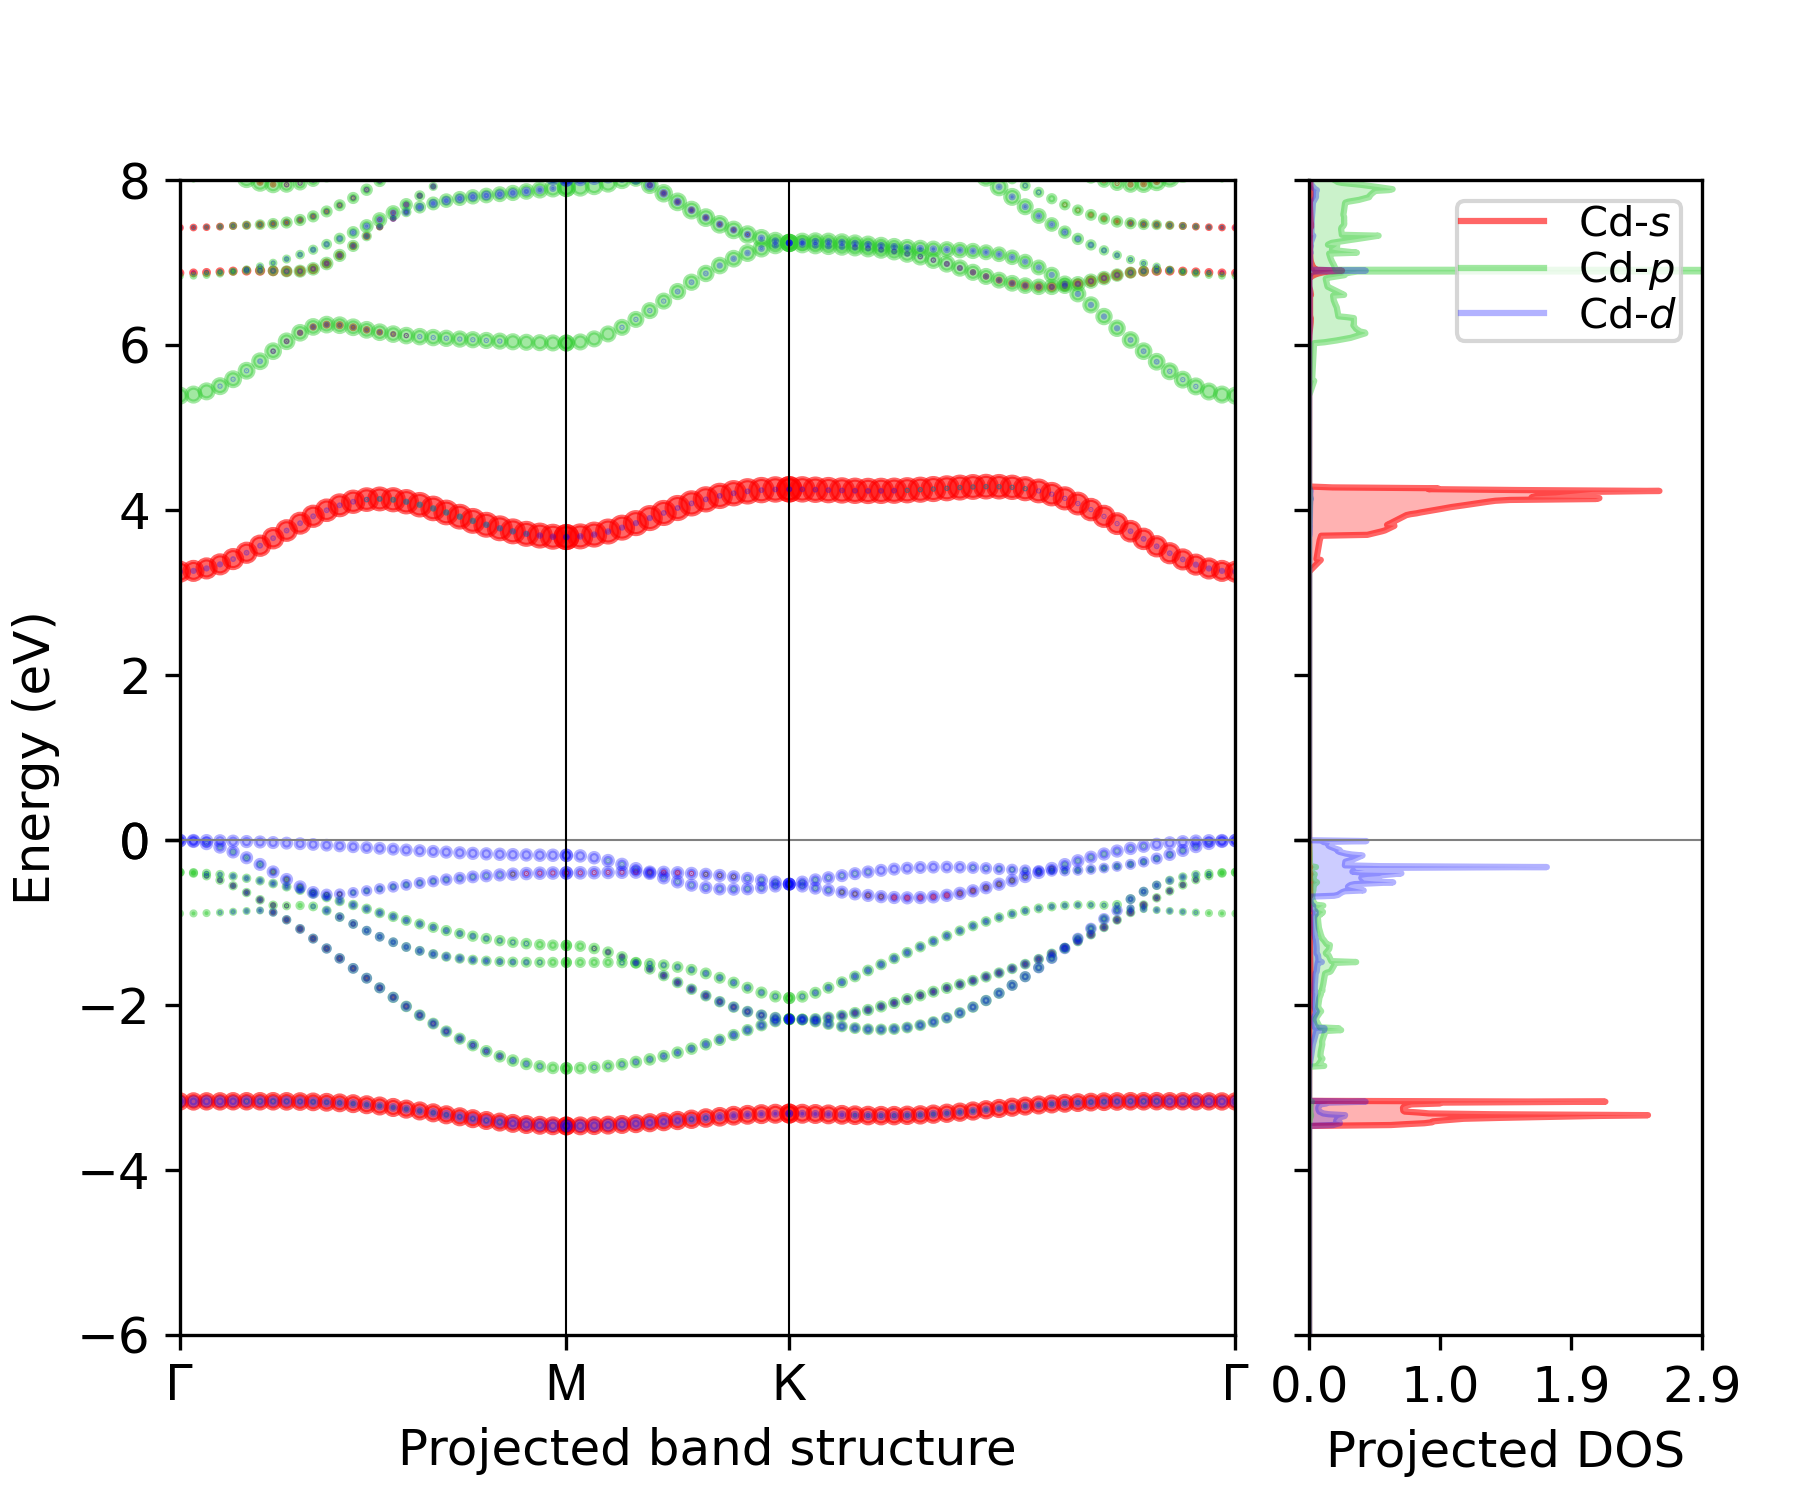 8
6
4
2
0
−2
−4
−6
Energy (eV)
Γ M K Γ
Projected band structure
Cd-s
Cd-p
Cd-d
0.0 1.0 1.9 2.9
Projected DOS